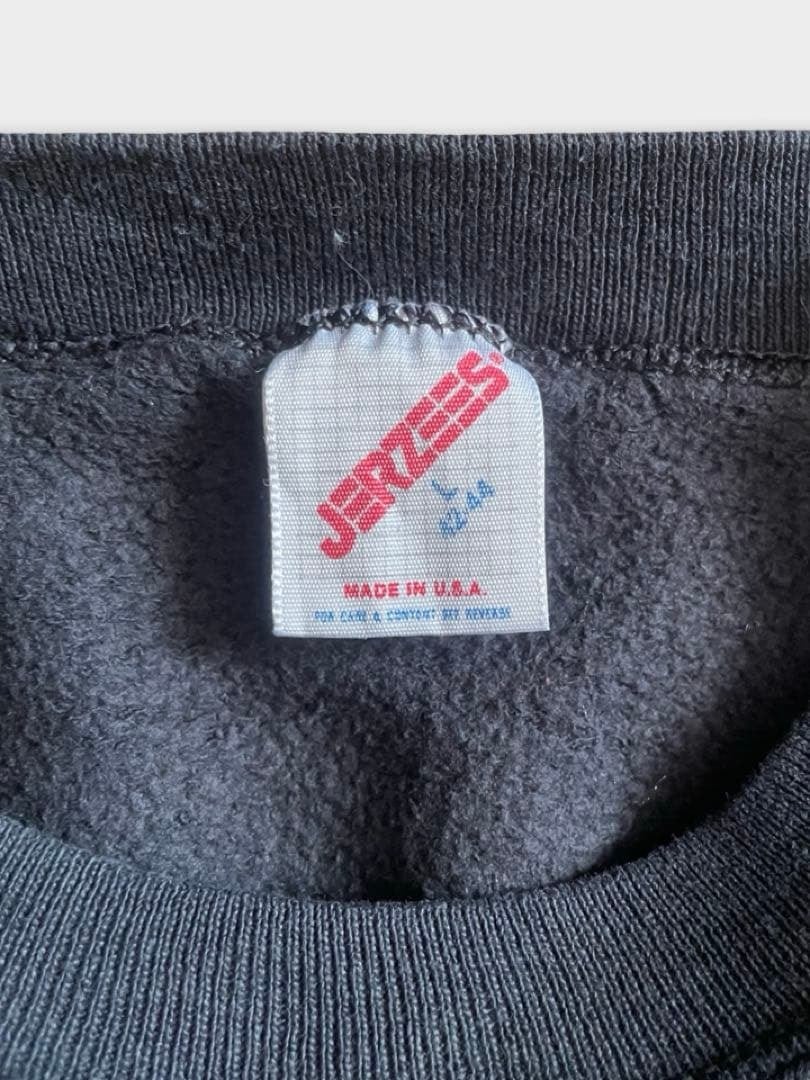 JERZEES®
L
42-44
MADE IN U.S.A.
FOR CARE & CONTENT SEE REVERSE